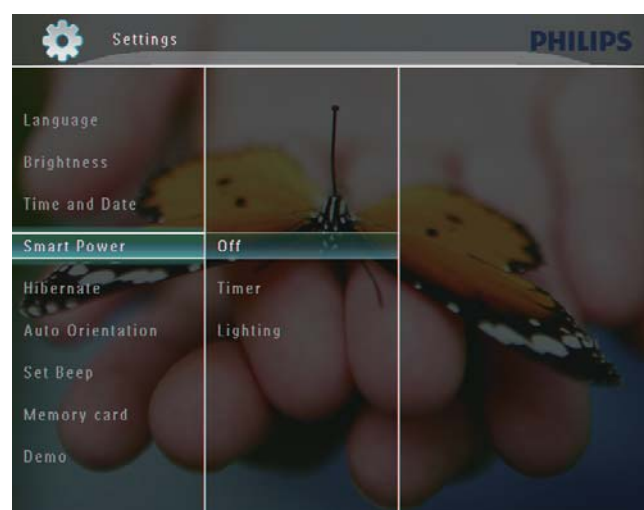 Settings
PHILIPS
Language
Brightness
Time and Date
Smart Power
Hibernate
Auto Orientation
Set Beep
Memory card
Demo
Off
Timer
Lighting